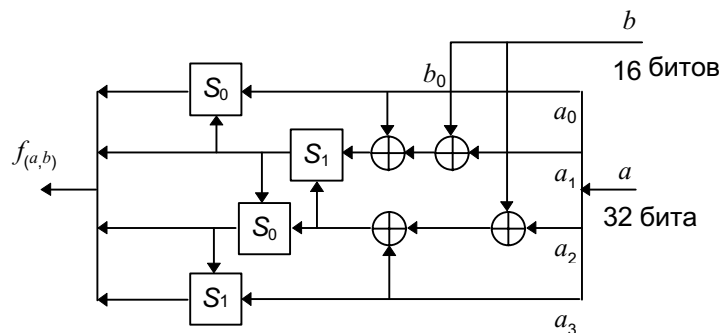 b
16 битов
b₀
S₀
a₀
S₁
a₁
f₍ₐ,b₎
a
32 бита
S₀
a₂
S₁
a₃